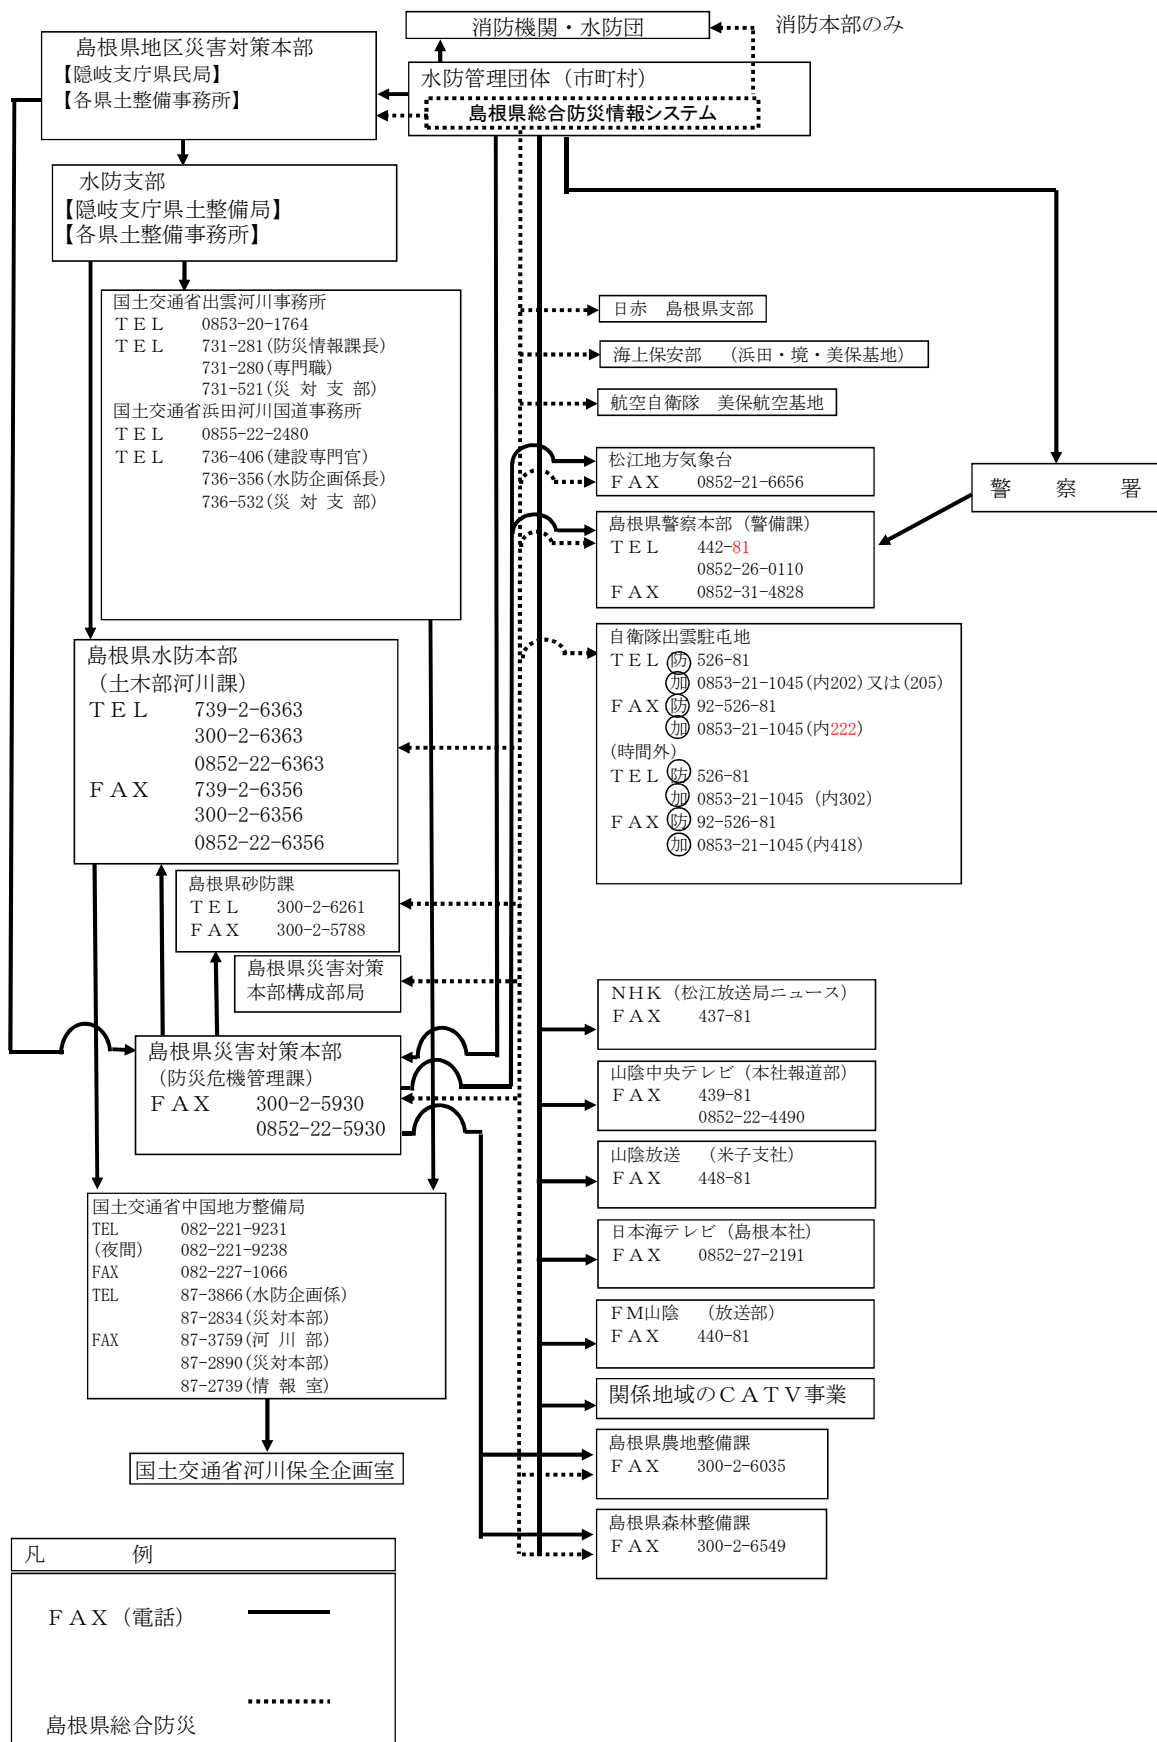 消防機関・水防団
消防本部のみ
島根県地区災害対策本部
【隠岐支庁県民局】
【各県土整備事務所】
水防管理団体（市町村）
島根県総合防災情報システム
水防支部
【隠岐支庁県土整備局】
【各県土整備事務所】
国土交通省出雲河川事務所
ＴＥＬ　0853-20-1764
ＴＥＬ　731-281(防災情報課長)
731-280(専門職)
731-521(災 対 支 部)
国土交通省浜田河川国道事務所
ＴＥＬ　0855-22-2480
ＴＥＬ　736-406(建設専門官)
736-356(水防企画係長)
736-532(災 対 支 部)
日赤　島根県支部
海上保安部　（浜田・境・美保基地）
航空自衛隊　美保航空基地
松江地方気象台
ＦＡＸ　0852-21-6656
警　察　署
島根県警察本部（警備課）
ＴＥＬ　442-81
0852-26-0110
ＦＡＸ　0852-31-4828
自衛隊出雲駐屯地
ＴＥＬ 防 526-81
加 0853-21-1045(内202)又は(205)
ＦＡＸ 防 92-526-81
加 0853-21-1045(内222)
(時間外)
ＴＥＬ 防 526-81
加 0853-21-1045 (内302)
ＦＡＸ 防 92-526-81
加 0853-21-1045(内418)
島根県水防本部
（土木部河川課）
ＴＥＬ　739-2-6363
300-2-6363
0852-22-6363
ＦＡＸ　739-2-6356
300-2-6356
0852-22-6356
島根県砂防課
ＴＥＬ　300-2-6261
ＦＡＸ　300-2-5788
島根県災害対策
本部構成部局
島根県災害対策本部
（防災危機管理課）
ＦＡＸ　300-2-5930
0852-22-5930
ＮＨＫ（松江放送局ニュース）
ＦＡＸ　437-81
山陰中央テレビ（本社報道部）
ＦＡＸ　439-81
0852-22-4490
山陰放送　（米子支社）
ＦＡＸ　448-81
日本海テレビ（島根本社）
ＦＡＸ　0852-27-2191
ＦＭ山陰　（放送部）
ＦＡＸ　440-81
関係地域のＣＡＴＶ事業
島根県農地整備課
ＦＡＸ　300-2-6035
島根県森林整備課
ＦＡＸ　300-2-6549
国土交通省中国地方整備局
TEL　082-221-9231
(夜間)　082-221-9238
FAX　082-227-1066
TEL　87-3866(水防企画係)
87-2834(災対本部)
FAX　87-3759(河 川 部)
87-2890(災対本部)
87-2739(情 報 室)
国土交通省河川保全企画室
凡　例
ＦＡＸ（電話）
島根県総合防災